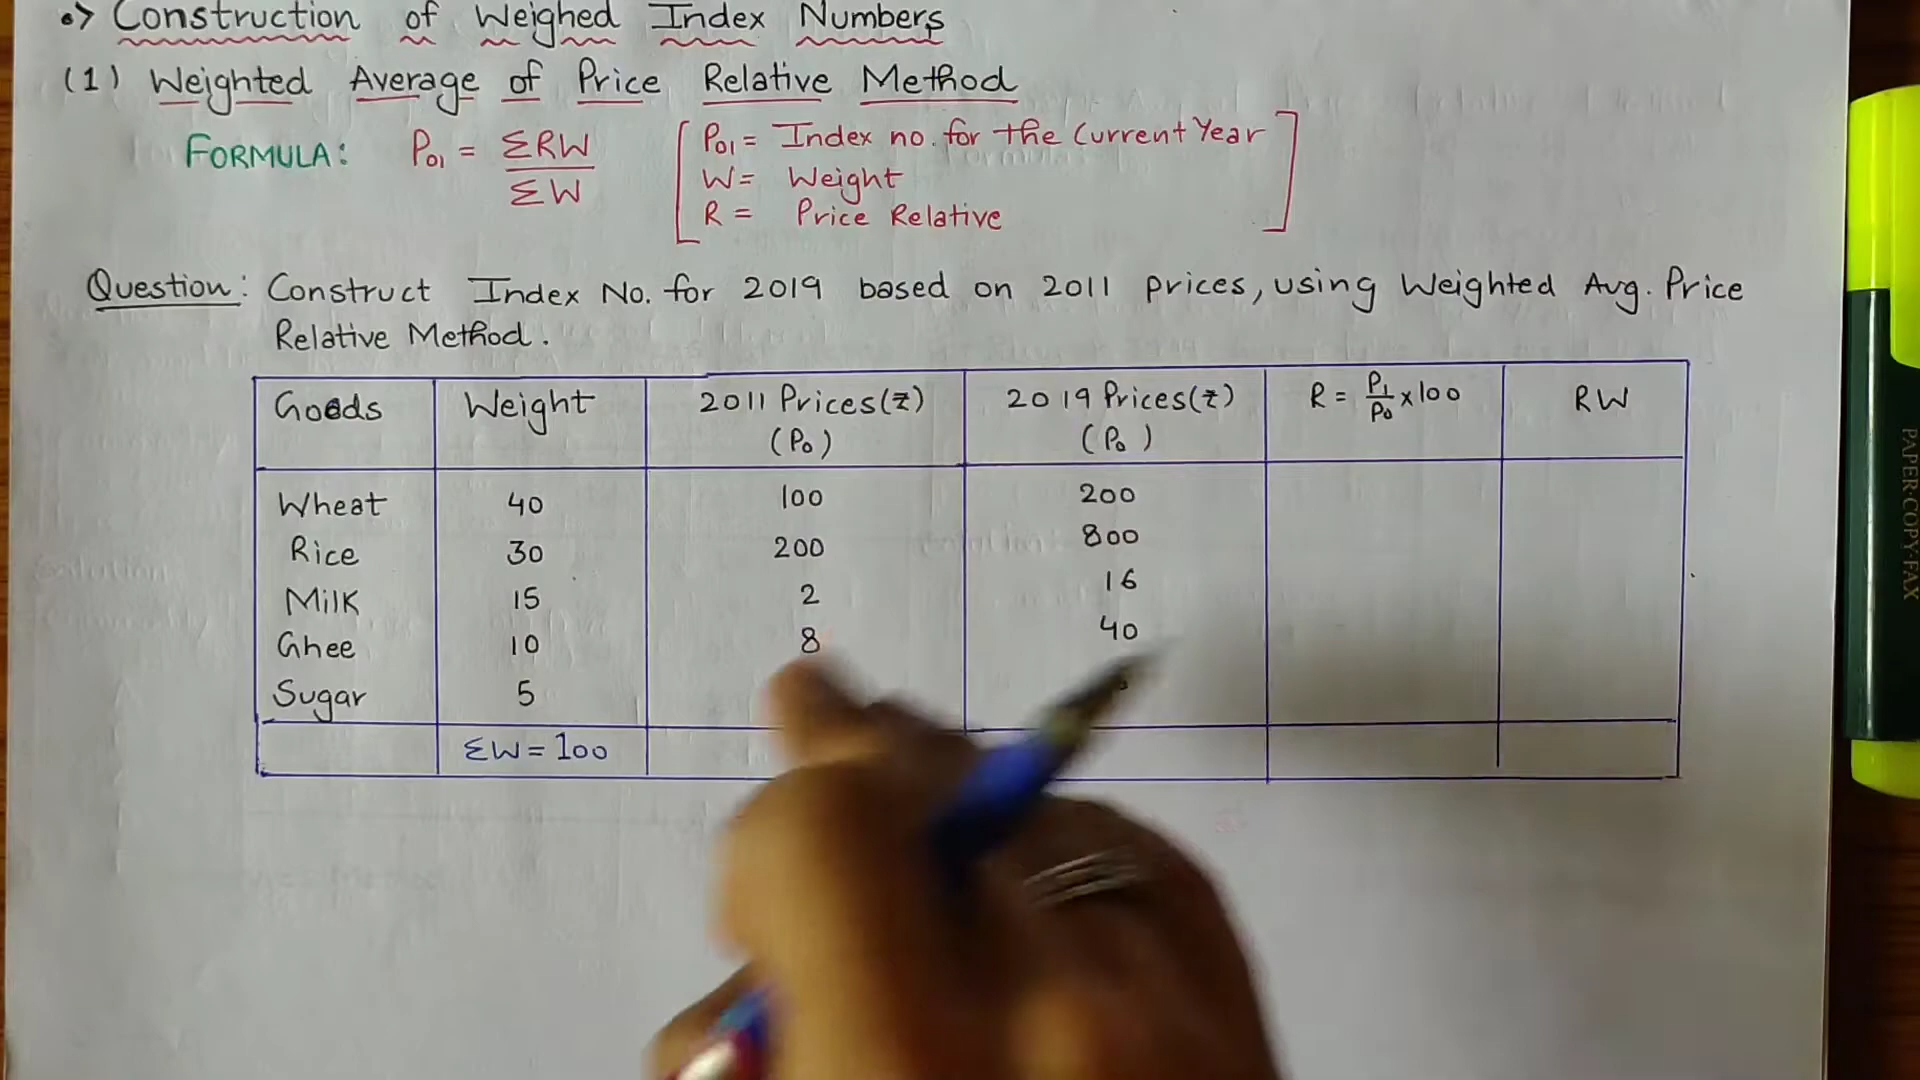 Construction of Weighed Index Numbers
(1) Weighted Average of Price Relative Method
FORMULA: P₀₁ = ΣRW / ΣW
[ P₀₁ = Index no. for the Current Year
W = Weight
R = Price Relative ]
Question: Construct Index No. for 2019 based on 2011 prices, using Weighted Avg. Price
Relative Method.
Goods Weight 2011 Prices(₹) (P₀) 2019 Prices(₹) (P₀) R = P₁/P₀ x100 RW
Wheat 40 100 200
Rice 30 200 800
Milk 15 2 16
Ghee 10 8 40
Sugar 5
ΣW = 100
PAPER·COPY·FAX